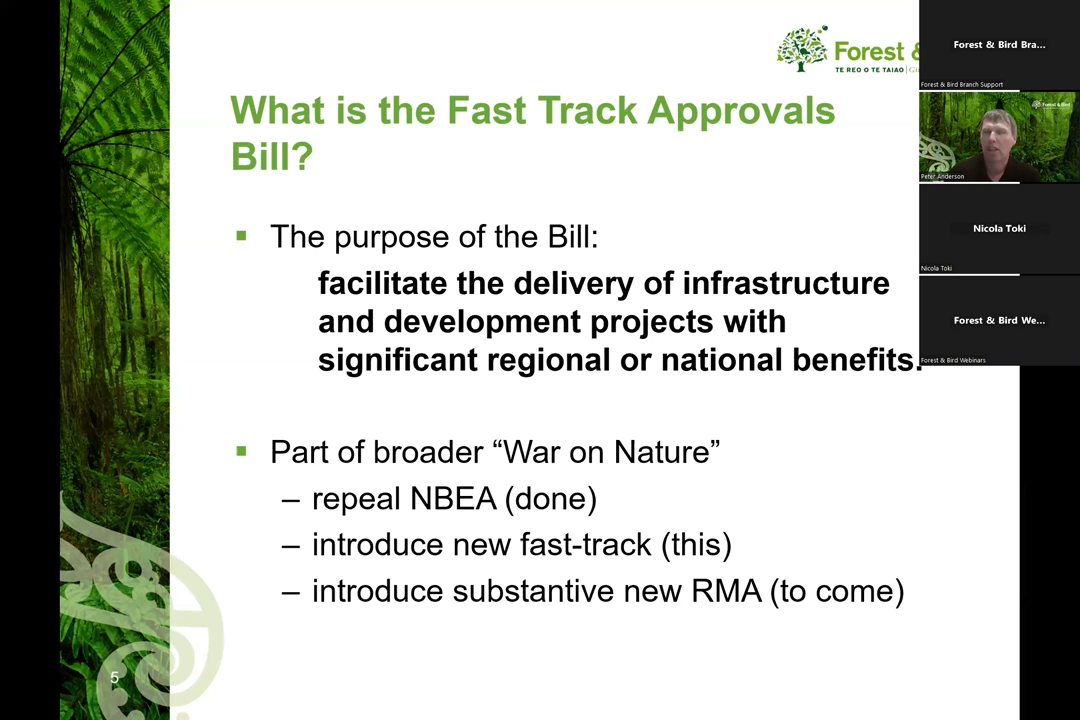 Forest &
TE REO O TE TAIAO |
What is the Fast Track Approvals
Bill?
▪ The purpose of the Bill:
facilitate the delivery of infrastructure
and development projects with
significant regional or national benefits.
▪ Part of broader “War on Nature”
– repeal NBEA (done)
– introduce new fast-track (this)
– introduce substantive new RMA (to come)
5
Forest & Bird Bra...
Forest & Bird Branch Support
Forest & Bird
Peter Anderson
Nicola Toki
Nicola Toki
Forest & Bird We...
Forest & Bird Webinars